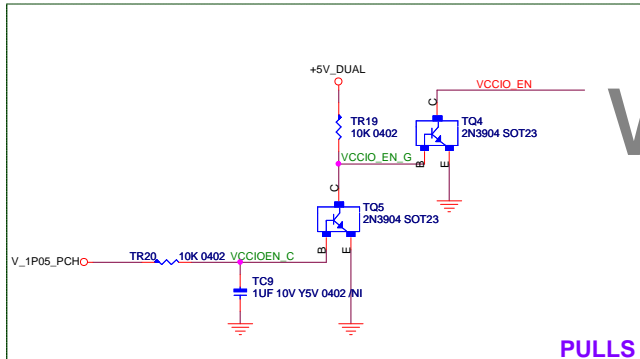 +5V_DUAL
VCCIO_EN
C
TR19
10K 0402
TQ4
2N3904 SOT23
VCCIO_EN_G
B
E
C
TQ5
2N3904 SOT23
V_1P05_PCH
TR20
10K 0402
VCCIOEN_C
B
E
TC9
1UF 10V Y5V 0402 /NI
PULLS